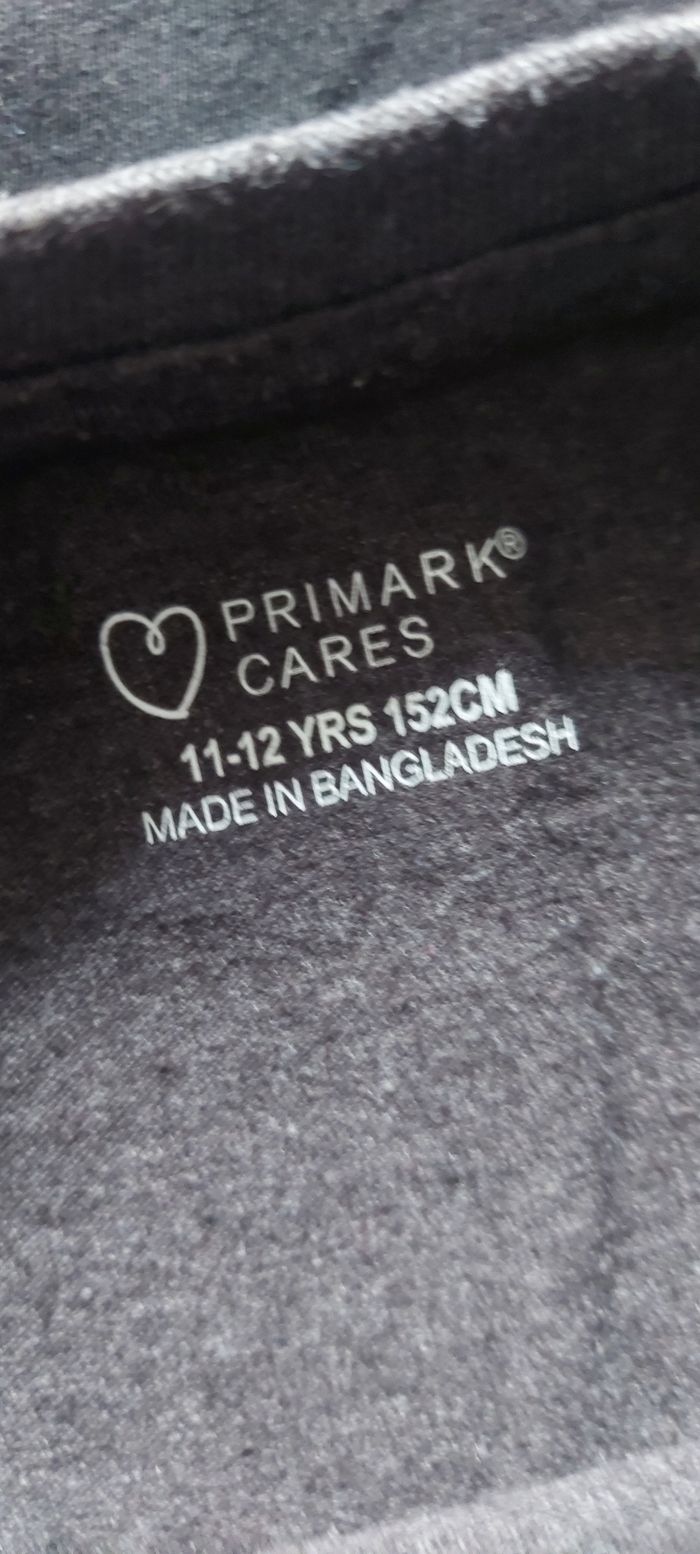 PRIMARK®
CARES
11-12 YRS 152CM
MADE IN BANGLADESH